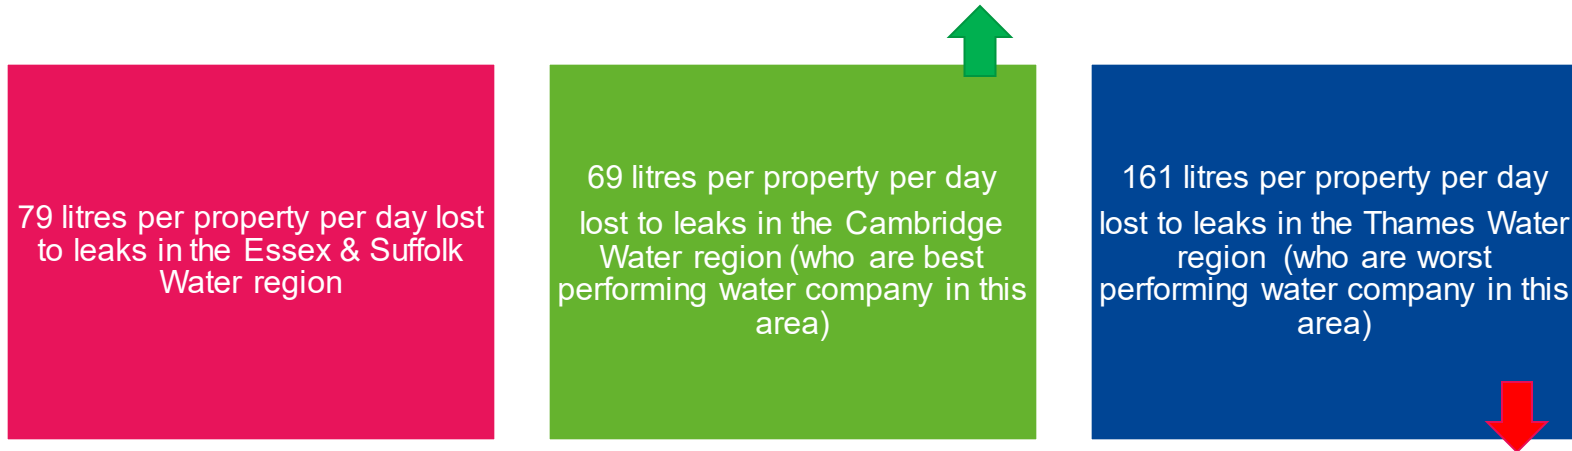 79 litres per property per day lost
to leaks in the Essex & Suffolk
Water region
69 litres per property per day
lost to leaks in the Cambridge
Water region (who are best
performing water company in this
area)
161 litres per property per day
lost to leaks in the Thames Water
region (who are worst
performing water company in this
area)